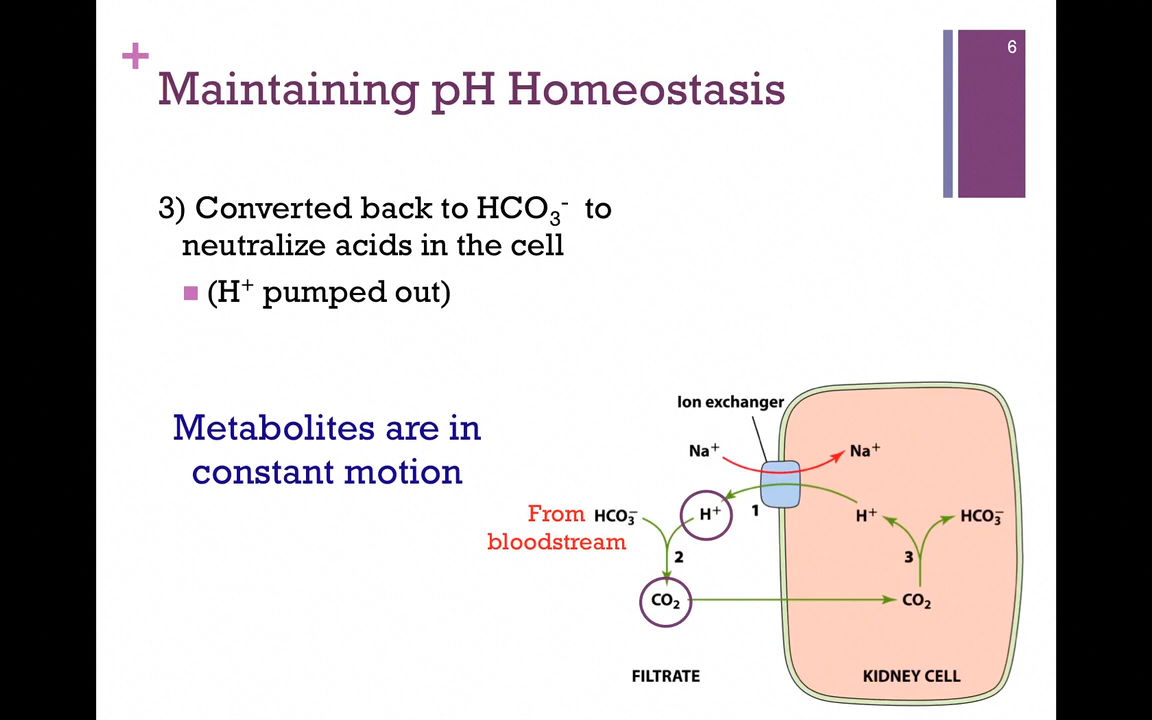 6
+
Maintaining pH Homeostasis
3) Converted back to HCO₃⁻ to
neutralize acids in the cell
(H⁺ pumped out)
Metabolites are in
constant motion
Ion exchanger
Na⁺ Na⁺
From HCO₃⁻ H⁺ 1 H⁺ HCO₃⁻
bloodstream
2 3
CO₂ CO₂
FILTRATE KIDNEY CELL